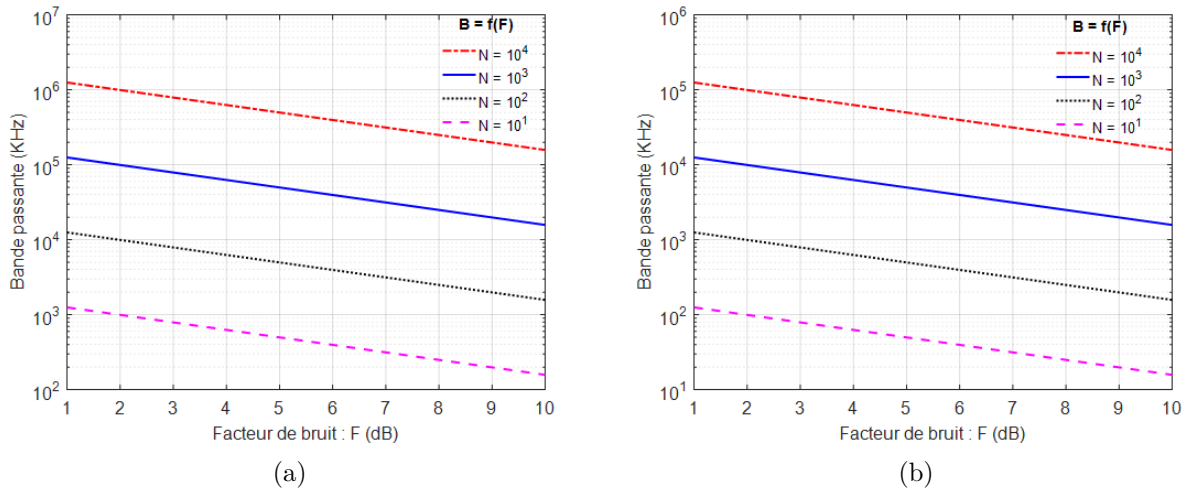 10^7
10^6
10^5
10^4
10^3
10^2
Bande passante (KHz)
B = f(F)
N = 10^4
N = 10^3
N = 10^2
N = 10^1
1 2 3 4 5 6 7 8 9 10
Facteur de bruit : F (dB)
(a)
10^6
10^5
10^4
10^3
10^2
10^1
Bande passante (KHz)
B = f(F)
N = 10^4
N = 10^3
N = 10^2
N = 10^1
1 2 3 4 5 6 7 8 9 10
Facteur de bruit : F (dB)
(b)